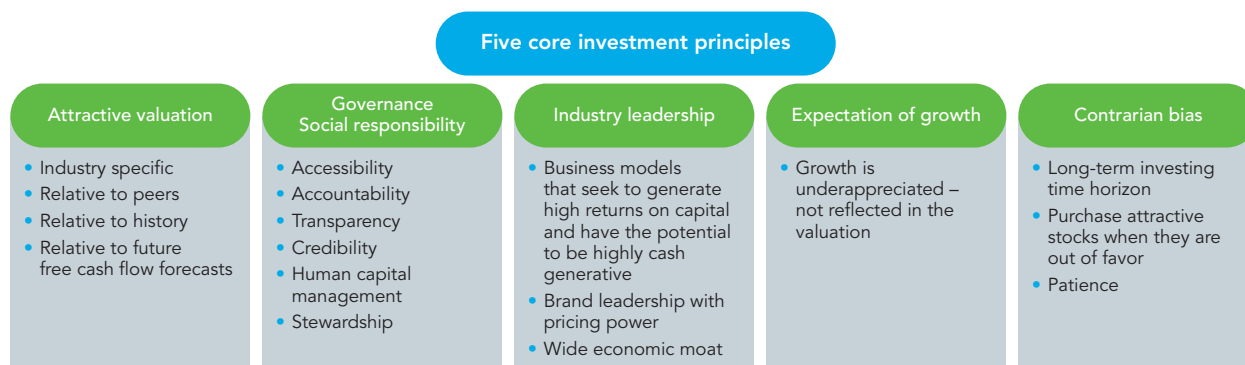 Five core investment principles
Attractive valuation
• Industry specific
• Relative to peers
• Relative to history
• Relative to future
free cash flow forecasts
Governance
Social responsibility
• Accessibility
• Accountability
• Transparency
• Credibility
• Human capital
management
• Stewardship
Industry leadership
• Business models
that seek to generate
high returns on capital
and have the potential
to be highly cash
generative
• Brand leadership with
pricing power
• Wide economic moat
Expectation of growth
• Growth is
underappreciated –
not reflected in the
valuation
Contrarian bias
• Long-term investing
time horizon
• Purchase attractive
stocks when they are
out of favor
• Patience